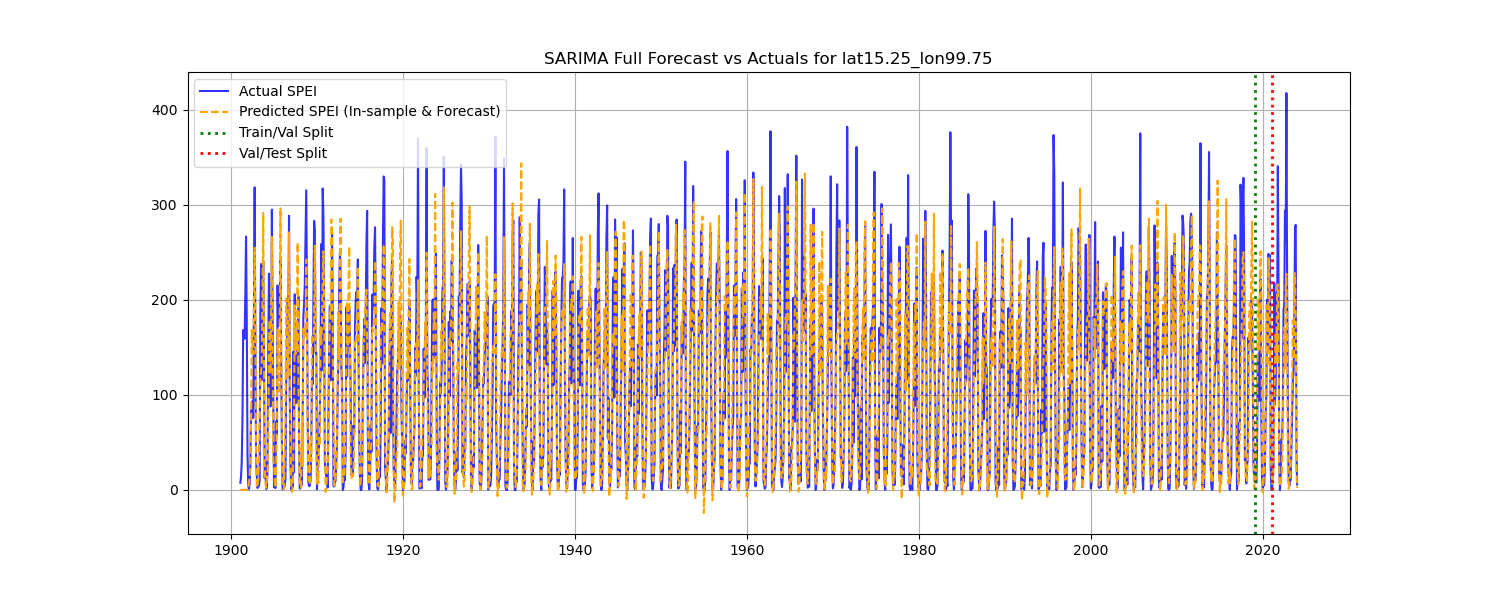 SARIMA Full Forecast vs Actuals for lat15.25_lon99.75
Actual SPEI
Predicted SPEI (In-sample & Forecast)
Train/Val Split
Val/Test Split
400
300
200
100
0
1900 1920 1940 1960 1980 2000 2020